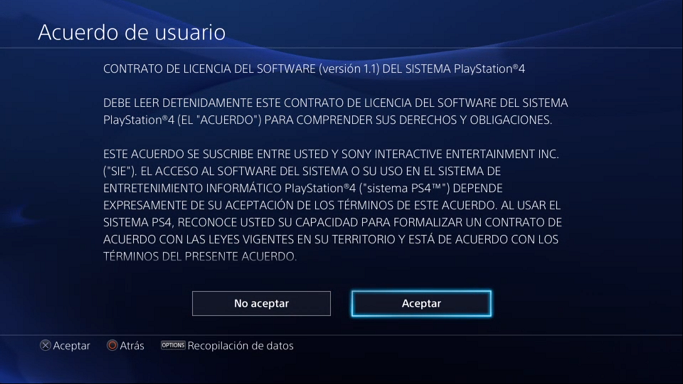 Acuerdo de usuario
CONTRATO DE LICENCIA DEL SOFTWARE (versión 1.1) DEL SISTEMA PlayStation®4
DEBE LEER DETENIDAMENTE ESTE CONTRATO DE LICENCIA DEL SOFTWARE DEL SISTEMA
PlayStation®4 (EL "ACUERDO") PARA COMPRENDER SUS DERECHOS Y OBLIGACIONES.
ESTE ACUERDO SE SUSCRIBE ENTRE USTED Y SONY INTERACTIVE ENTERTAINMENT INC.
("SIE"). EL ACCESO AL SOFTWARE DEL SISTEMA O SU USO EN EL SISTEMA DE
ENTRETENIMIENTO INFORMÁTICO PlayStation®4 ("sistema PS4™") DEPENDE
EXPRESAMENTE DE SU ACEPTACIÓN DE LOS TÉRMINOS DE ESTE ACUERDO. AL USAR EL
SISTEMA PS4, RECONOCE USTED SU CAPACIDAD PARA FORMALIZAR UN CONTRATO DE
ACUERDO CON LAS LEYES VIGENTES EN SU TERRITORIO Y ESTÁ DE ACUERDO CON LOS
TÉRMINOS DEL PRESENTE ACUERDO.
No aceptar
Aceptar
Aceptar
Atrás
OPTIONS Recopilación de datos